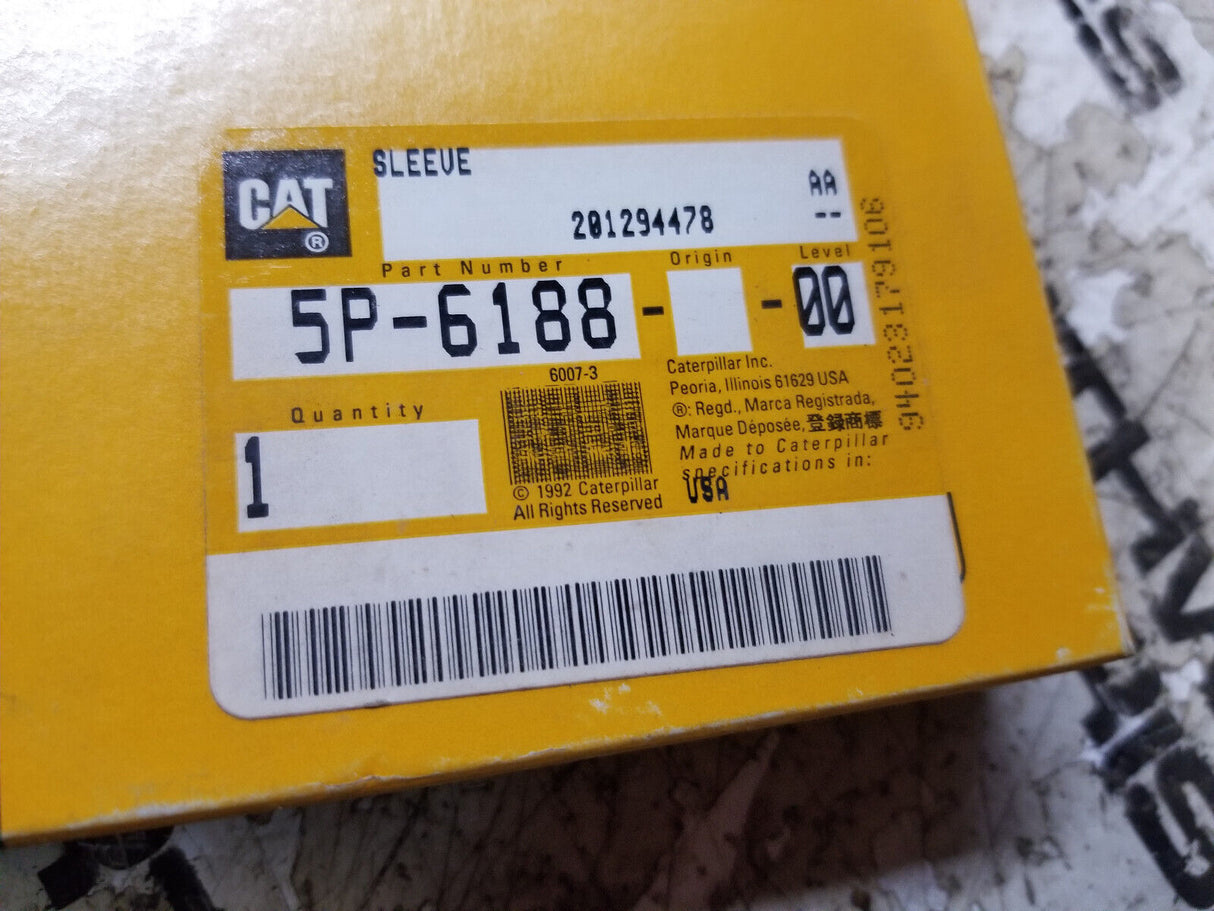 CAT
®
SLEEVE
AA
201294478 --
Part Number Origin Level
5P-6188- -00
6007-3
Quantity
1
© 1992 Caterpillar
All Rights Reserved
Caterpillar Inc.
Peoria, Illinois 61629 USA
®: Regd., Marca Registrada,
Marque Déposée, 登録商標
Made to Caterpillar
specifications in:
USA
94023179106